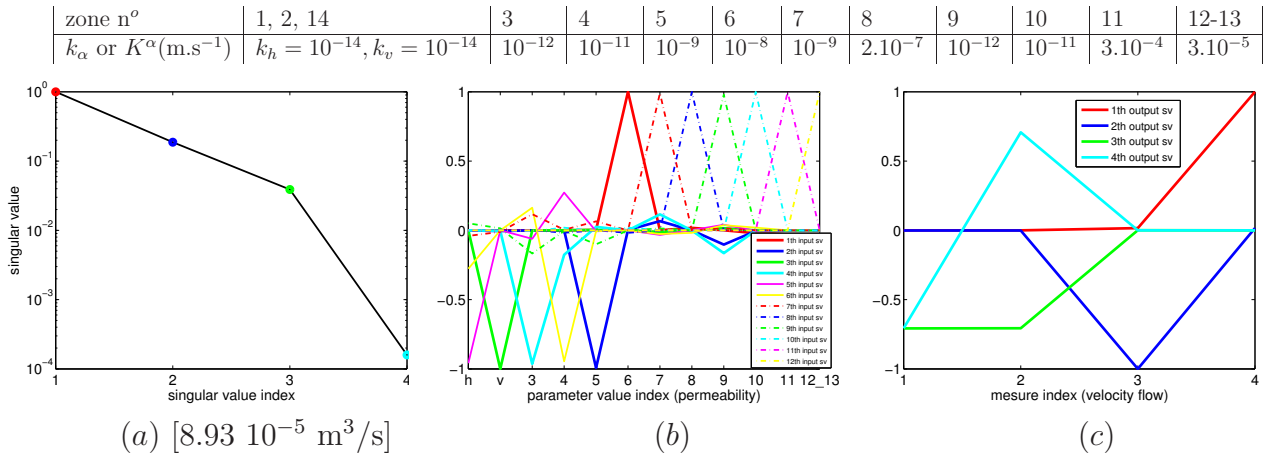 zone n^o 1, 2, 14 3 4 5 6 7 8 9 10 11 12-13
k_α or K^α(m.s^−1) k_h = 10^−14, k_v = 10^−14 10^−12 10^−11 10^−9 10^−8 10^−9 2.10^−7 10^−12 10^−11 3.10^−4 3.10^−5
singular value
10^0
10^−1
10^−2
10^−3
10^−4
1 2 3 4
singular value index
(a) [8.93 10^−5 m^3/s]
1
0.5
0
−0.5
−1
1th input sv
2th input sv
3th input sv
4th input sv
5th input sv
6th input sv
7th input sv
8th input sv
9th input sv
10th input sv
11th input sv
12th input sv
h v 3 4 5 6 7 8 9 10 11 12_13
parameter value index (permeability)
(b)
1
0.5
0
−0.5
−1
1th output sv
2th output sv
3th output sv
4th output sv
1 2 3 4
mesure index (velocity flow)
(c)